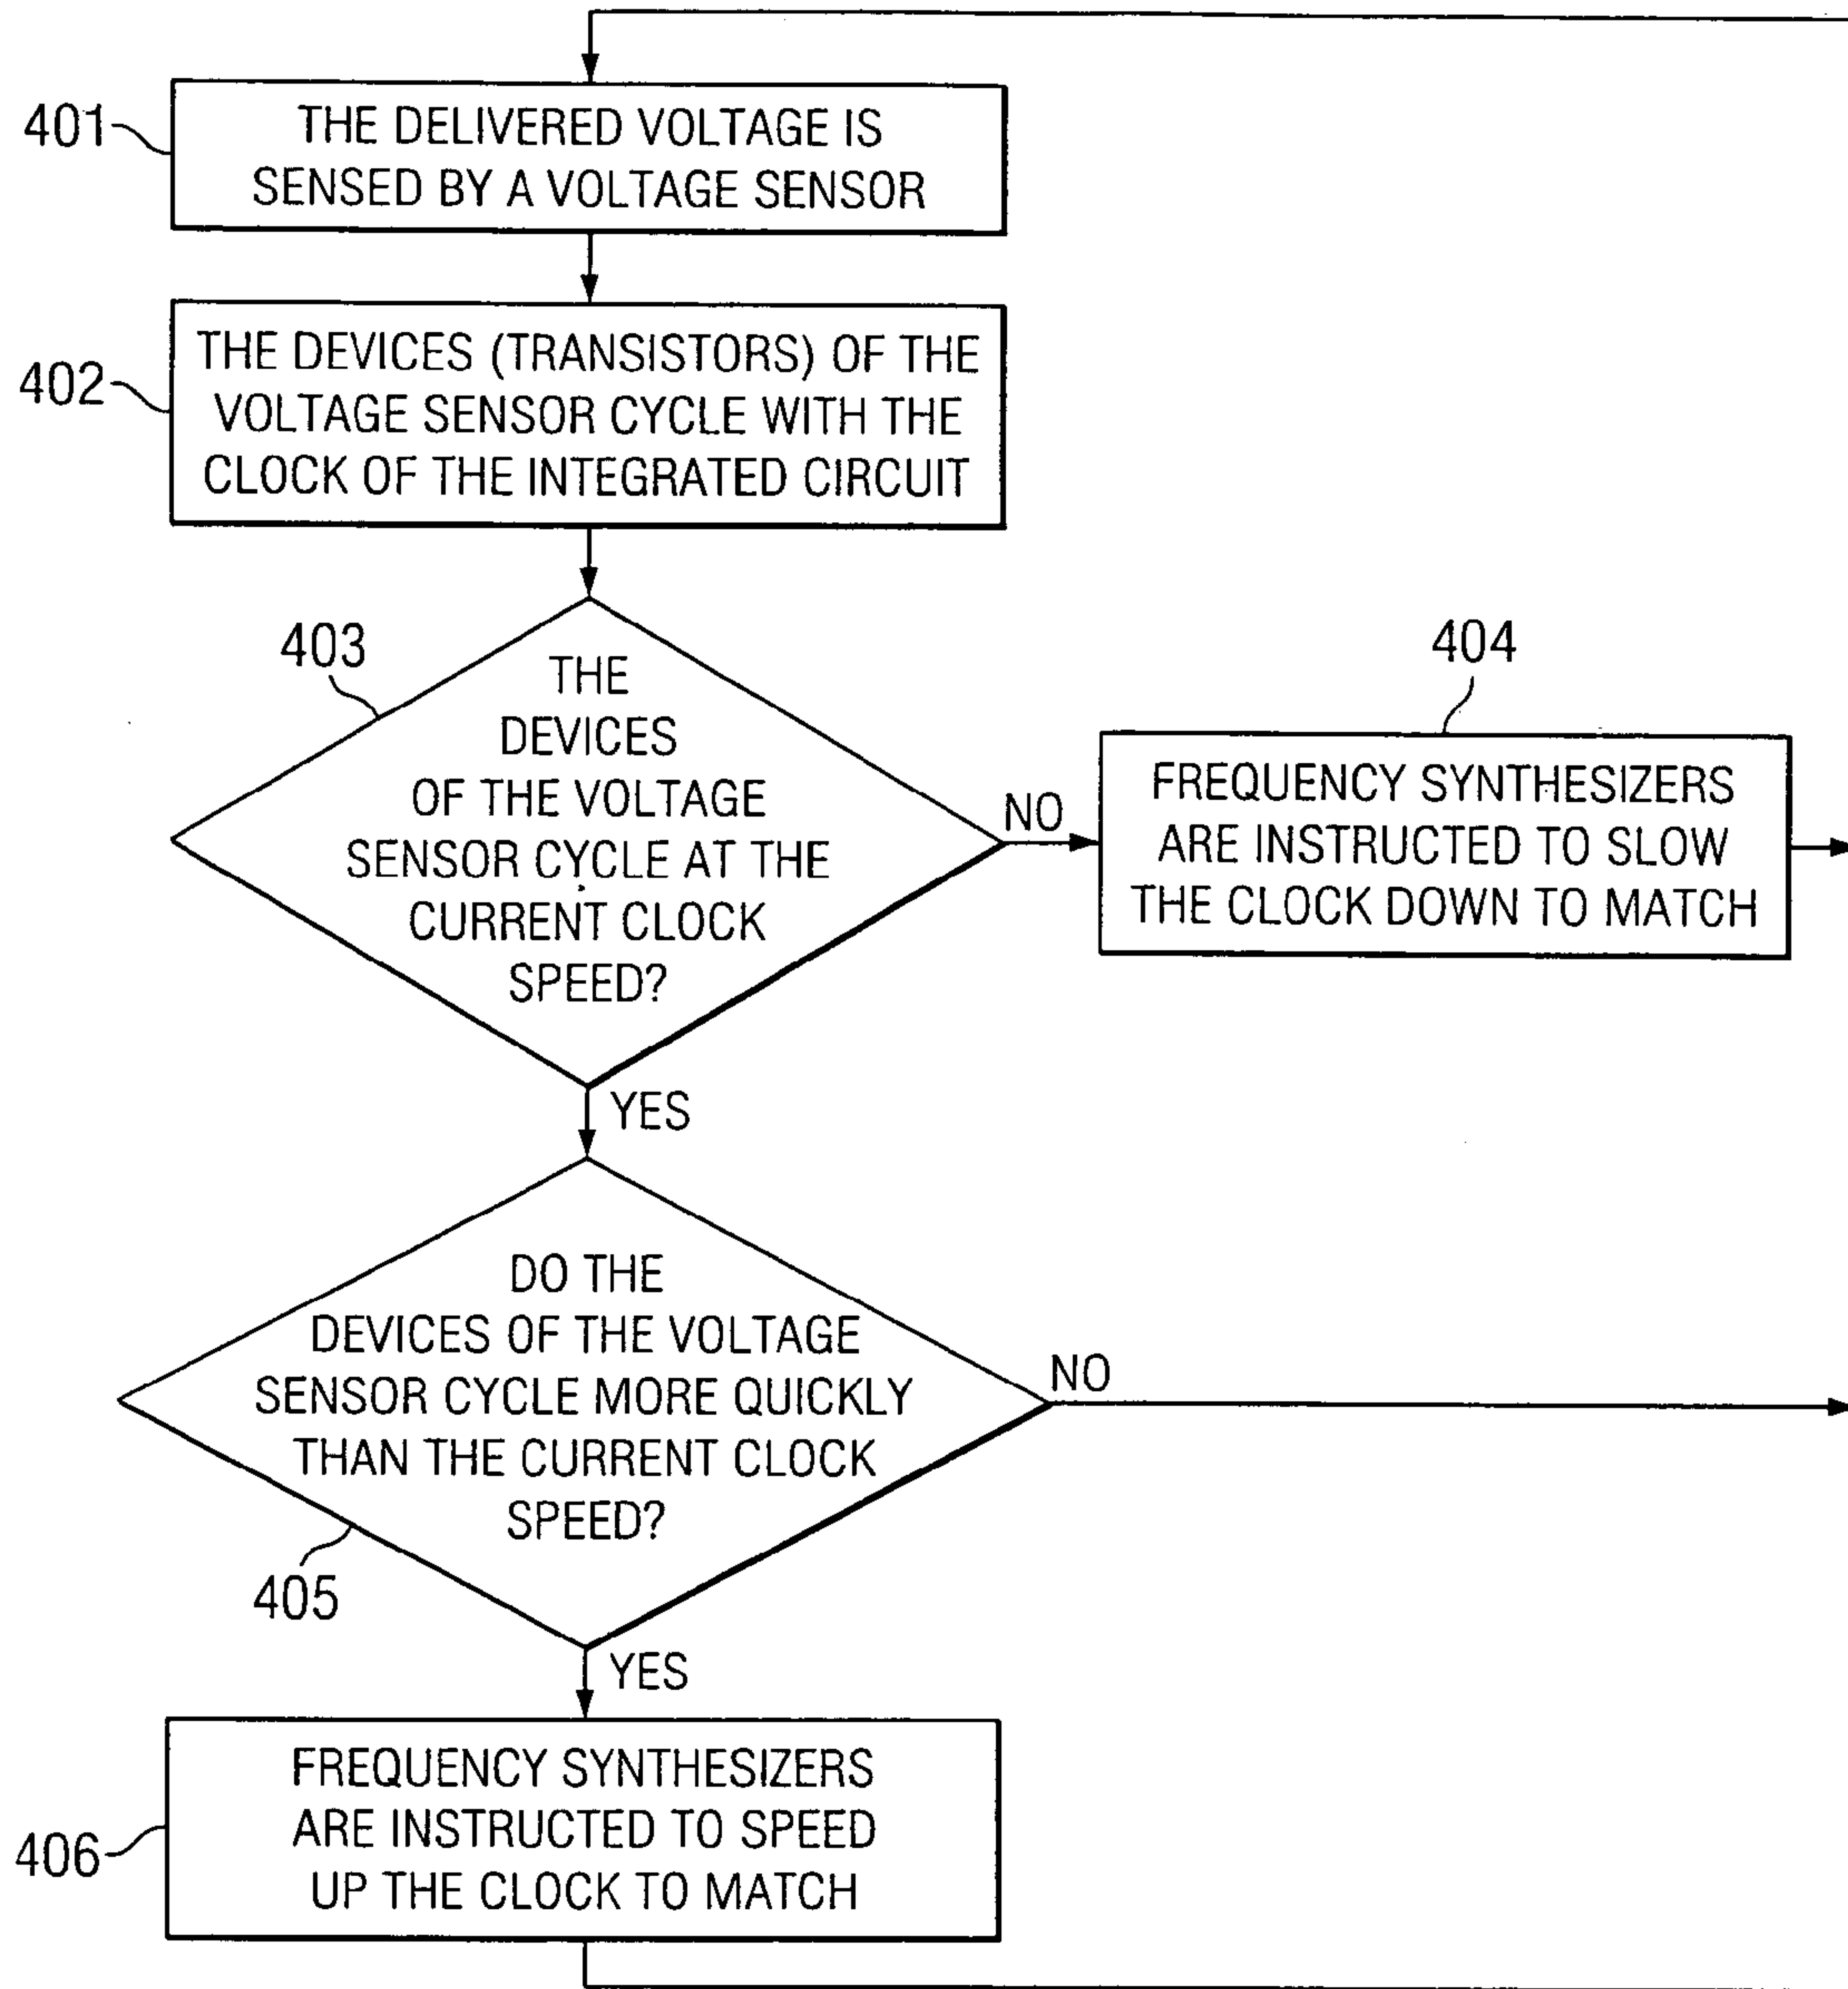 401
THE DELIVERED VOLTAGE IS
SENSED BY A VOLTAGE SENSOR
402
THE DEVICES (TRANSISTORS) OF THE
VOLTAGE SENSOR CYCLE WITH THE
CLOCK OF THE INTEGRATED CIRCUIT
403
THE
DEVICES
OF THE VOLTAGE
SENSOR CYCLE AT THE
CURRENT CLOCK
SPEED?
NO
404
FREQUENCY SYNTHESIZERS
ARE INSTRUCTED TO SLOW
THE CLOCK DOWN TO MATCH
YES
DO THE
DEVICES OF THE VOLTAGE
SENSOR CYCLE MORE QUICKLY
THAN THE CURRENT CLOCK
SPEED?
NO
405
YES
406
FREQUENCY SYNTHESIZERS
ARE INSTRUCTED TO SPEED
UP THE CLOCK TO MATCH